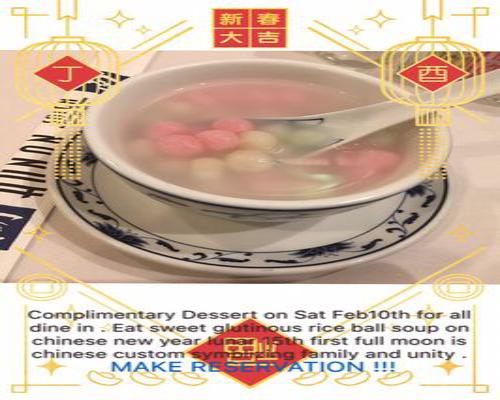 新春
大吉
丁 酉
Complimentary Dessert on Sat Feb10th for all
dine in . Eat sweet glutinous rice ball soup on
chinese new year lunar 15th first full moon is
chinese custom symplizing family and unity .
MAKE RESERVATION !!!